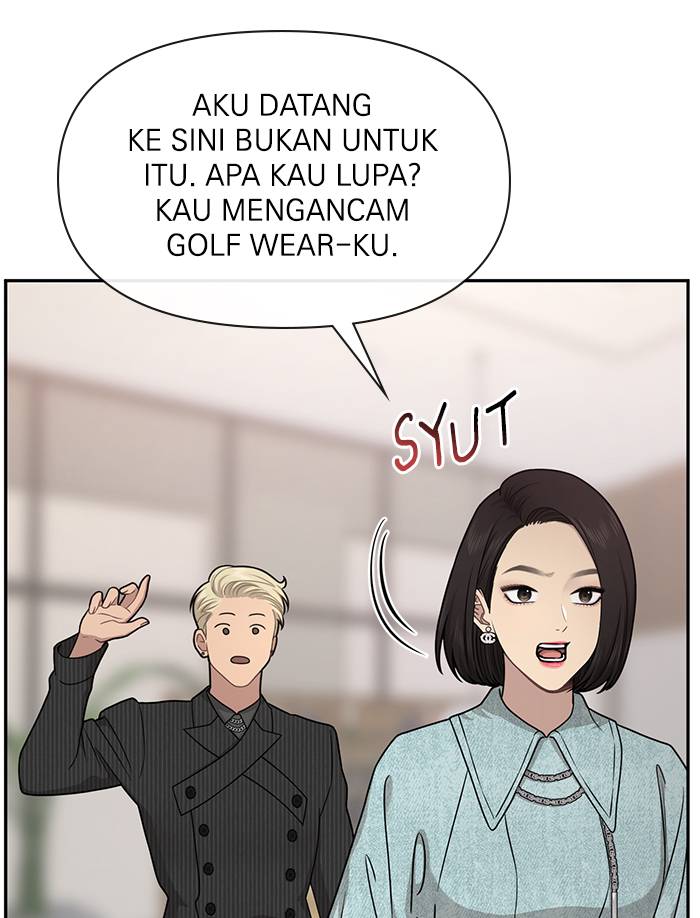 AKU DATANG
KE SINI BUKAN UNTUK
ITU. APA KAU LUPA?
KAU MENGANCAM
GOLF WEAR-KU.
SYUT